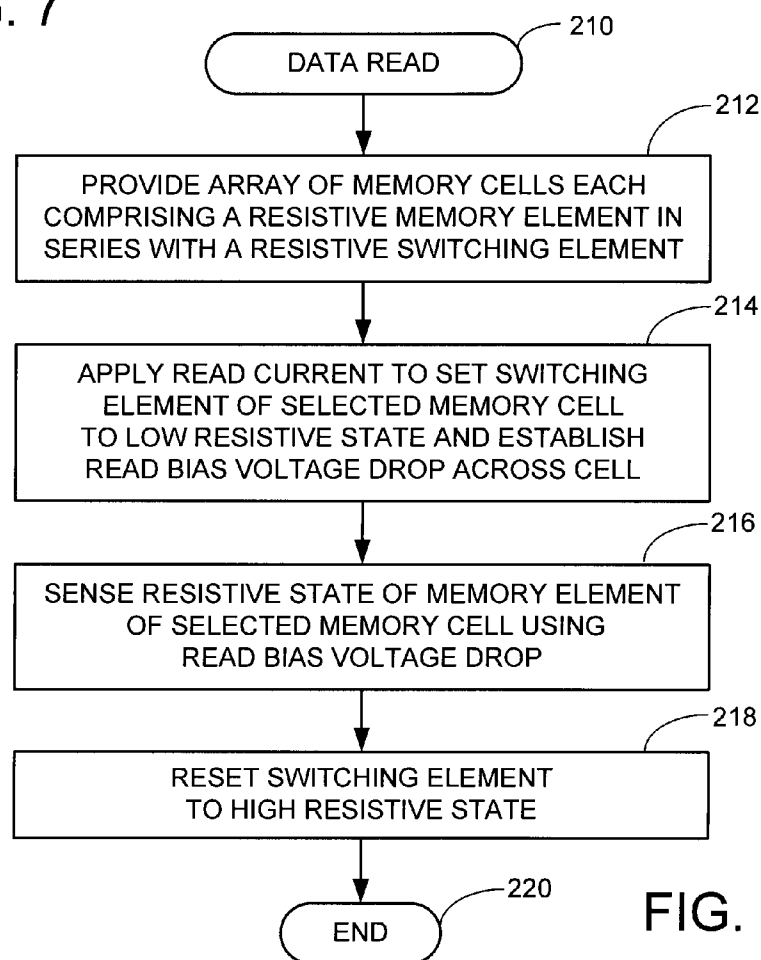 G. 7
210
DATA READ
212
PROVIDE ARRAY OF MEMORY CELLS EACH
COMPRISING A RESISTIVE MEMORY ELEMENT IN
SERIES WITH A RESISTIVE SWITCHING ELEMENT
214
APPLY READ CURRENT TO SET SWITCHING
ELEMENT OF SELECTED MEMORY CELL
TO LOW RESISTIVE STATE AND ESTABLISH
READ BIAS VOLTAGE DROP ACROSS CELL
216
SENSE RESISTIVE STATE OF MEMORY ELEMENT
OF SELECTED MEMORY CELL USING
READ BIAS VOLTAGE DROP
218
RESET SWITCHING ELEMENT
TO HIGH RESISTIVE STATE
220
END
FIG.